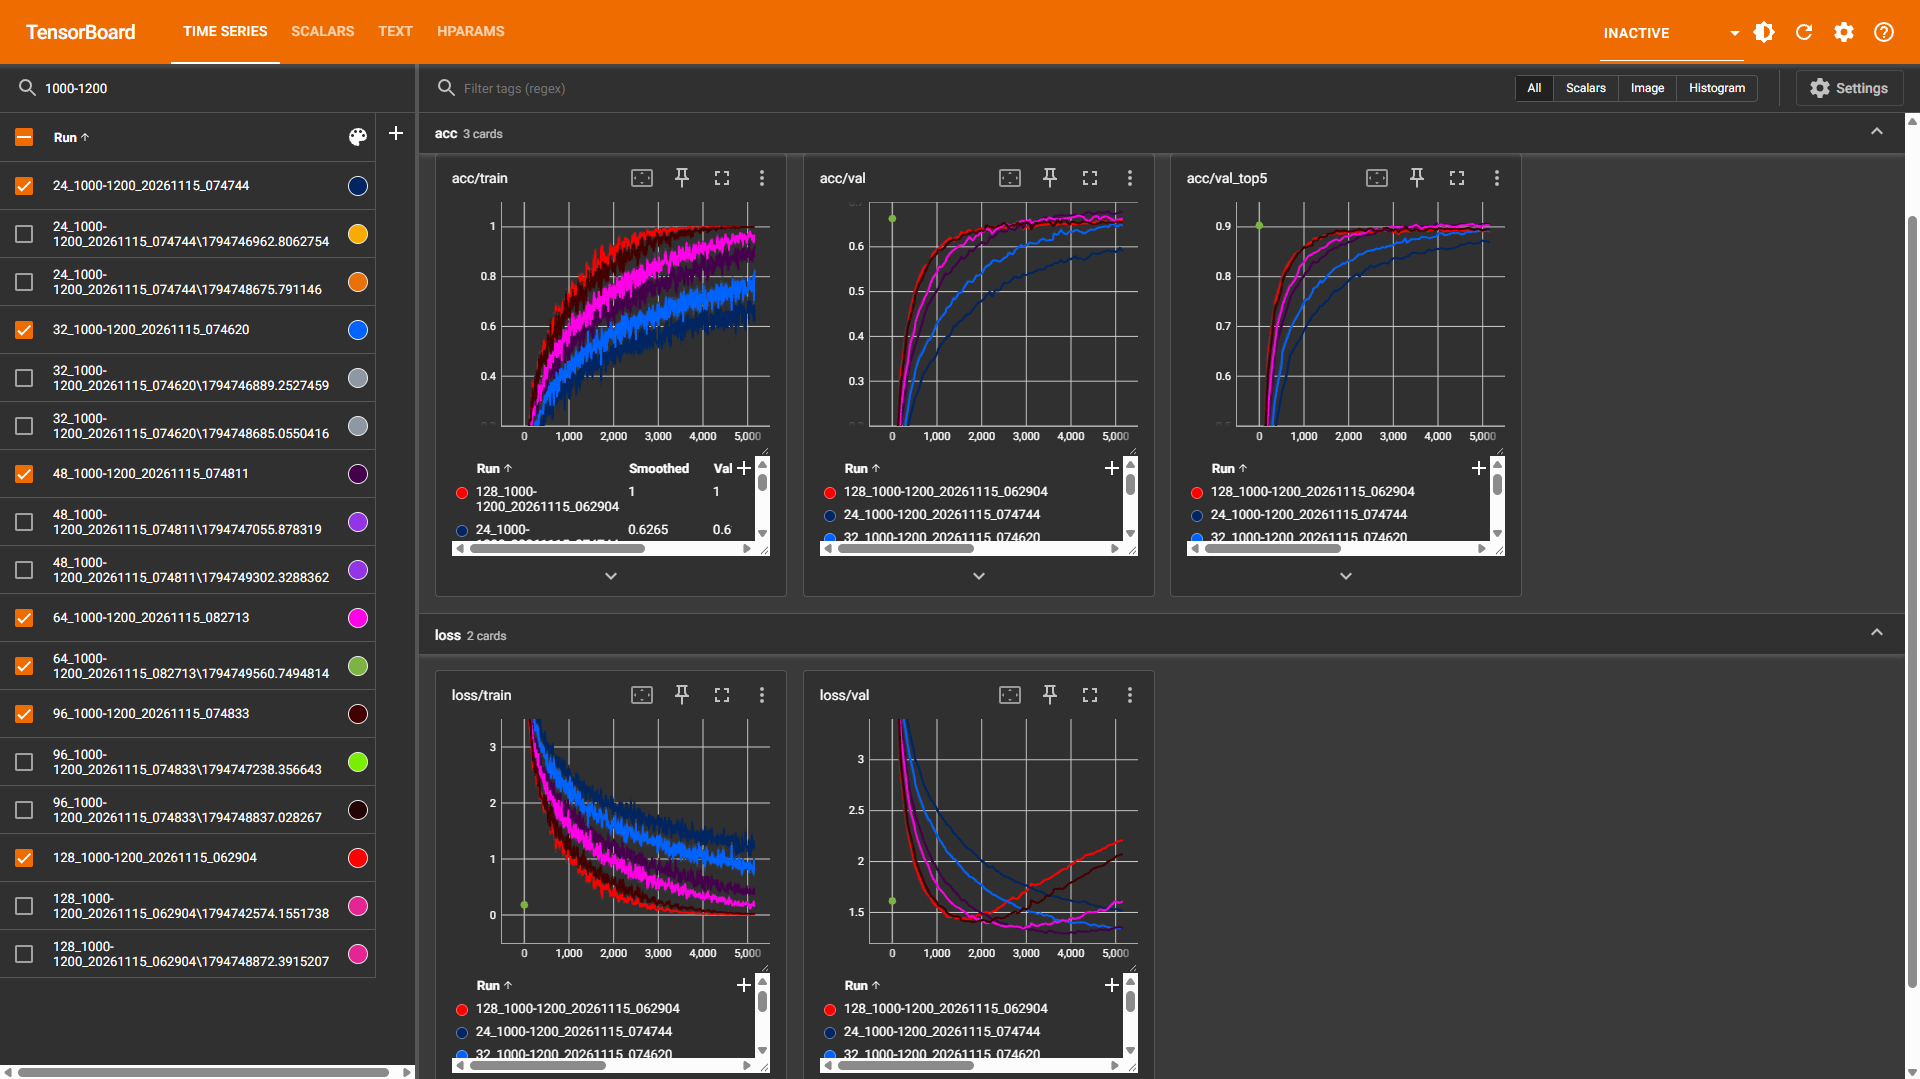 TensorBoard
TIME SERIES
SCALARS
TEXT
HPARAMS
INACTIVE
1000-1200
Filter tags (regex)
All
Scalars
Image
Histogram
Settings
Run
24_1000-1200_20261115_074744
24_1000-
1200_20261115_074744\1794746962.8062754
24_1000-
1200_20261115_074744\1794748675.791146
32_1000-1200_20261115_074620
32_1000-
1200_20261115_074620\1794746889.2527459
32_1000-
1200_20261115_074620\1794748685.0550416
48_1000-1200_20261115_074811
48_1000-
1200_20261115_074811\1794747055.878319
48_1000-
1200_20261115_074811\1794749302.3288362
64_1000-1200_20261115_082713
64_1000-
1200_20261115_082713\1794749560.7494814
96_1000-1200_20261115_074833
96_1000-
1200_20261115_074833\1794747238.356643
96_1000-
1200_20261115_074833\1794748837.028267
128_1000-1200_20261115_062904
128_1000-
1200_20261115_062904\1794742574.1551738
128_1000-
1200_20261115_062904\1794748872.3915207
acc 3 cards
acc/train
1
0.8
0.6
0.4
0 1,000 2,000 3,000 4,000 5,000
Run Smoothed Val
128_1000-
1200_20261115_062904
1 1
24_1000-
0.6265 0.6
acc/val
0.6
0.5
0.4
0.3
0 1,000 2,000 3,000 4,000 5,000
Run
128_1000-1200_20261115_062904
24_1000-1200_20261115_074744
32_1000-1200_20261115_074620
acc/val_top5
0.9
0.8
0.7
0.6
0 1,000 2,000 3,000 4,000 5,000
Run
128_1000-1200_20261115_062904
24_1000-1200_20261115_074744
32_1000-1200_20261115_074620
loss 2 cards
loss/train
3
2
1
0
0 1,000 2,000 3,000 4,000 5,000
Run
128_1000-1200_20261115_062904
24_1000-1200_20261115_074744
32_1000-1200_20261115_074620
loss/val
3
2.5
2
1.5
0 1,000 2,000 3,000 4,000 5,000
Run
128_1000-1200_20261115_062904
24_1000-1200_20261115_074744
32_1000-1200_20261115_074620